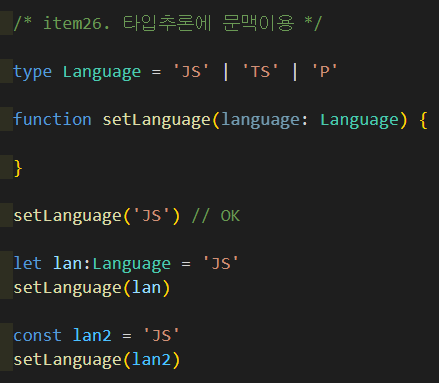 /* item26. 타입추론에 문맥이용 */
type Language = 'JS' | 'TS' | 'P'
function setLanguage(language: Language) {
}
setLanguage('JS') // OK
let lan:Language = 'JS'
setLanguage(lan)
const lan2 = 'JS'
setLanguage(lan2)